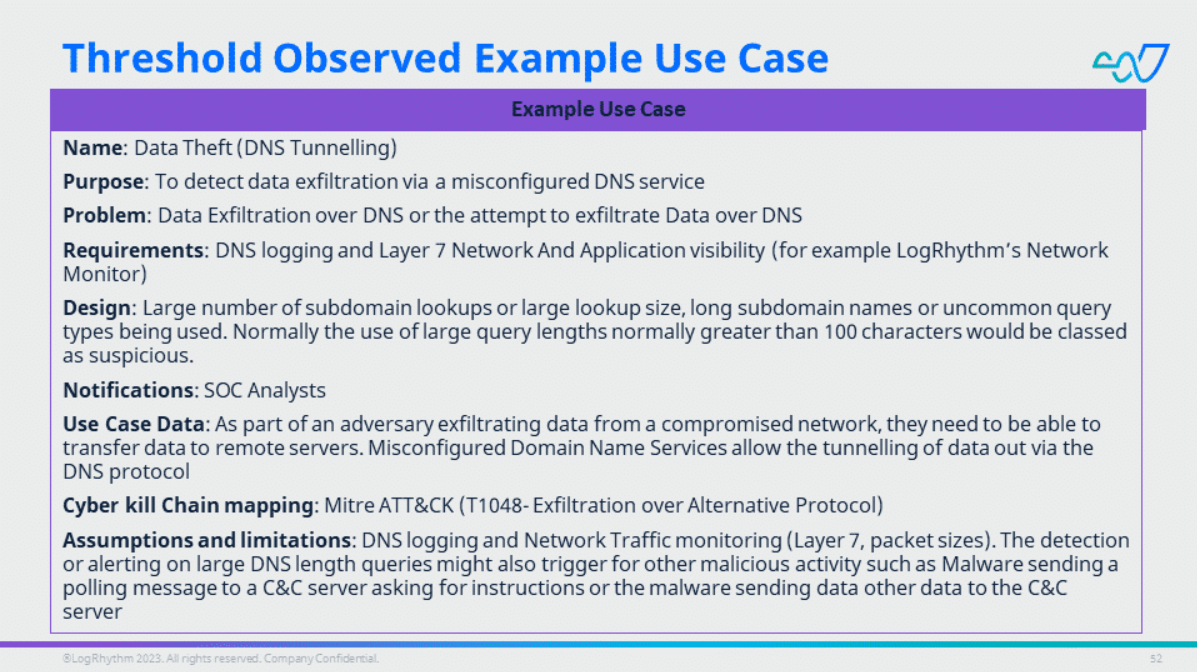 Threshold Observed Example Use Case
Example Use Case
Name: Data Theft (DNS Tunnelling)
Purpose: To detect data exfiltration via a misconfigured DNS service
Problem: Data Exfiltration over DNS or the attempt to exfiltrate Data over DNS
Requirements: DNS logging and Layer 7 Network And Application visibility (for example LogRhythm's Network
Monitor)
Design: Large number of subdomain lookups or large lookup size, long subdomain names or uncommon query
types being used. Normally the use of large query lengths normally greater than 100 characters would be classed
as suspicious.
Notifications: SOC Analysts
Use Case Data: As part of an adversary exfiltrating data from a compromised network, they need to be able to
transfer data to remote servers. Misconfigured Domain Name Services allow the tunnelling of data out via the
DNS protocol
Cyber kill Chain mapping: Mitre ATT&CK (T1048- Exfiltration over Alternative Protocol)
Assumptions and limitations: DNS logging and Network Traffic monitoring (Layer 7, packet sizes). The detection
or alerting on large DNS length queries might also trigger for other malicious activity such as Malware sending a
polling message to a C&C server asking for instructions or the malware sending data other data to the C&C
server
®LogRhythm 2023. All rights reserved. Company Confidential.
52